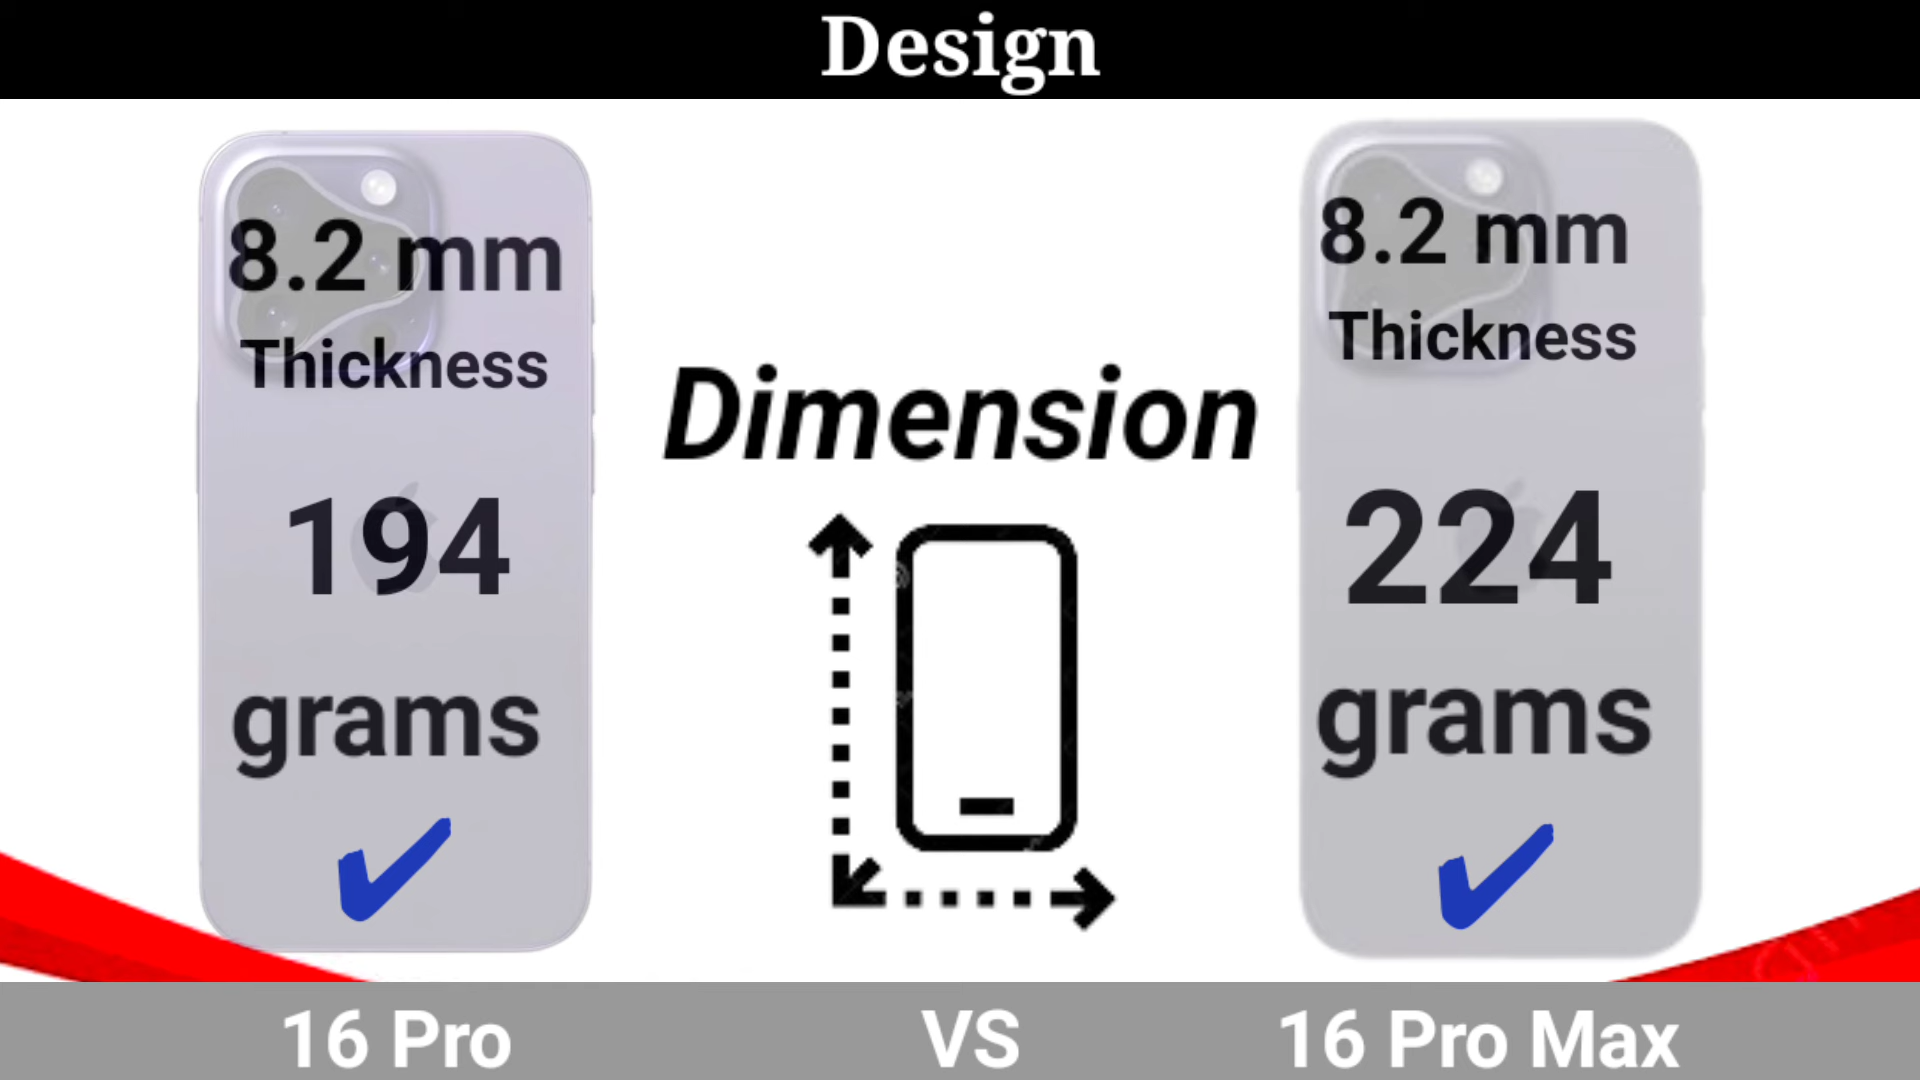 Design
8.2 mm
Thickness
194
grams
Dimension
8.2 mm
Thickness
224
grams
16 Pro
VS
16 Pro Max